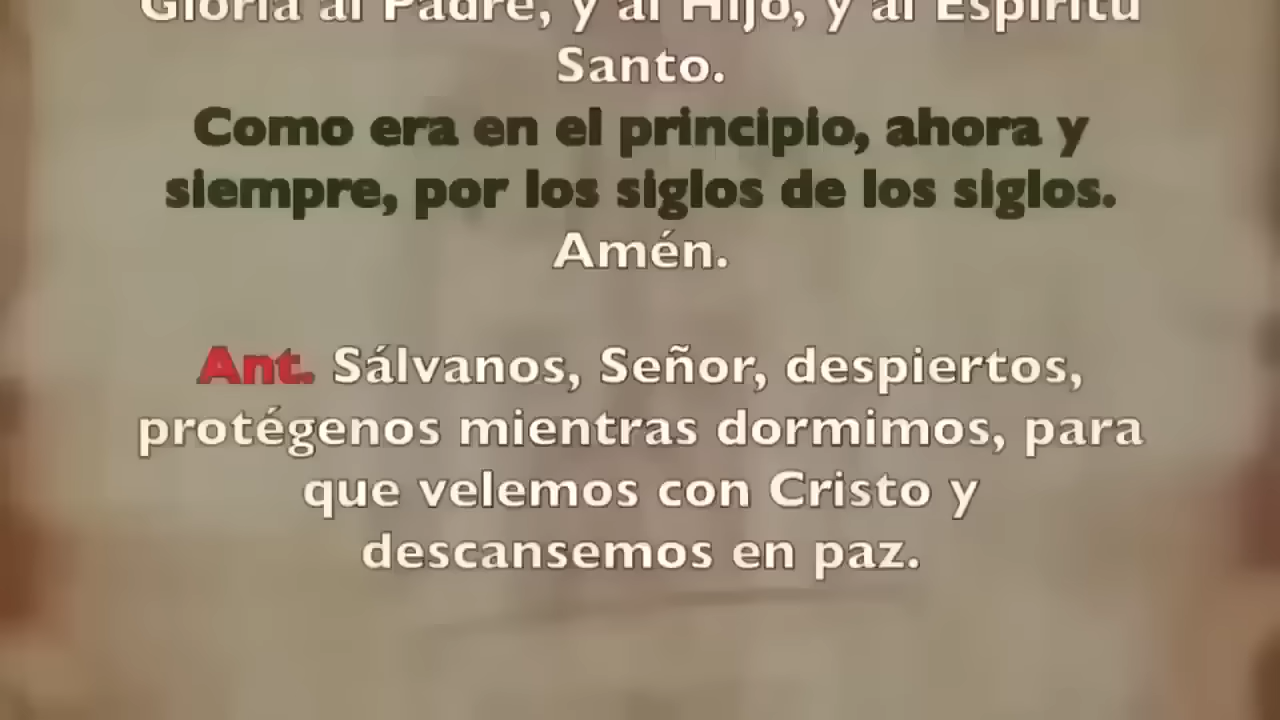 Gloria al Padre, y al Hijo, y al Espíritu
Santo.
Como era en el principio, ahora y
siempre, por los siglos de los siglos.
Amén.
Ant. Sálvanos, Señor, despiertos,
protégenos mientras dormimos, para
que velemos con Cristo y
descansemos en paz.